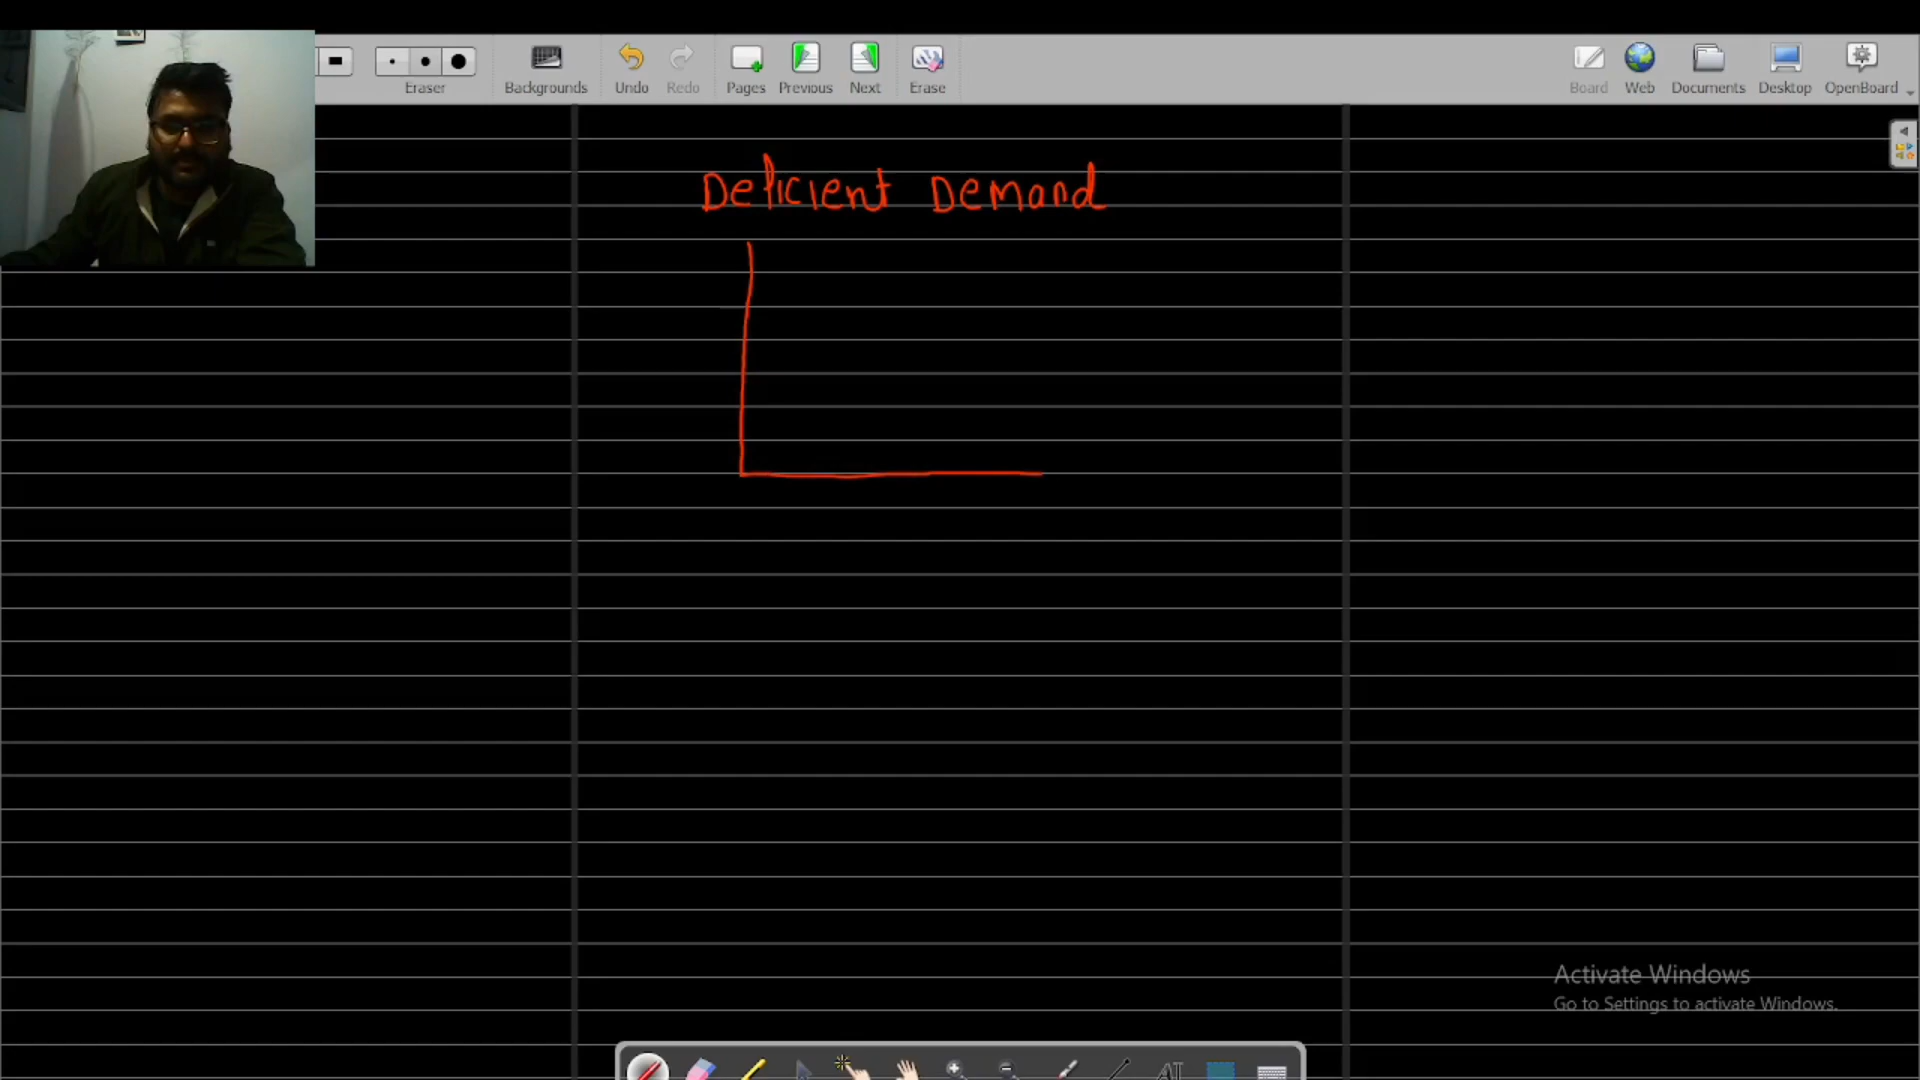 Eraser Backgrounds Undo Redo Pages Previous Next Erase Board Web Documents Desktop OpenBoard
Deficient Demand
Activate Windows
Go to Settings to activate Windows.